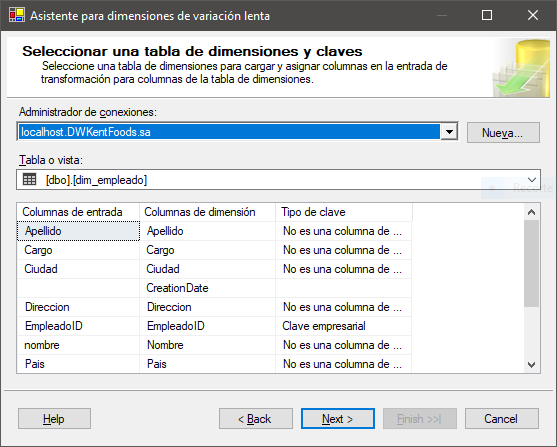 Asistente para dimensiones de variación lenta
Seleccionar una tabla de dimensiones y claves
Seleccione una tabla de dimensiones para cargar y asignar columnas en la entrada de
transformación para columnas de la tabla de dimensiones.
Administrador de conexiones:
localhost.DWKentFoods.sa
Nueva...
Tabla o vista:
[dbo].[dim_empleado]
Recorte
Columnas de entrada Columnas de dimensión Tipo de clave
Apellido Apellido No es una columna de ...
Cargo Cargo No es una columna de ...
Ciudad Ciudad No es una columna de ...
CreationDate
Direccion Direccion No es una columna de ...
EmpleadoID EmpleadoID Clave empresarial
nombre Nombre No es una columna de ...
Pais Pais No es una columna de ...
Help < Back Next > Finish >>| Cancel